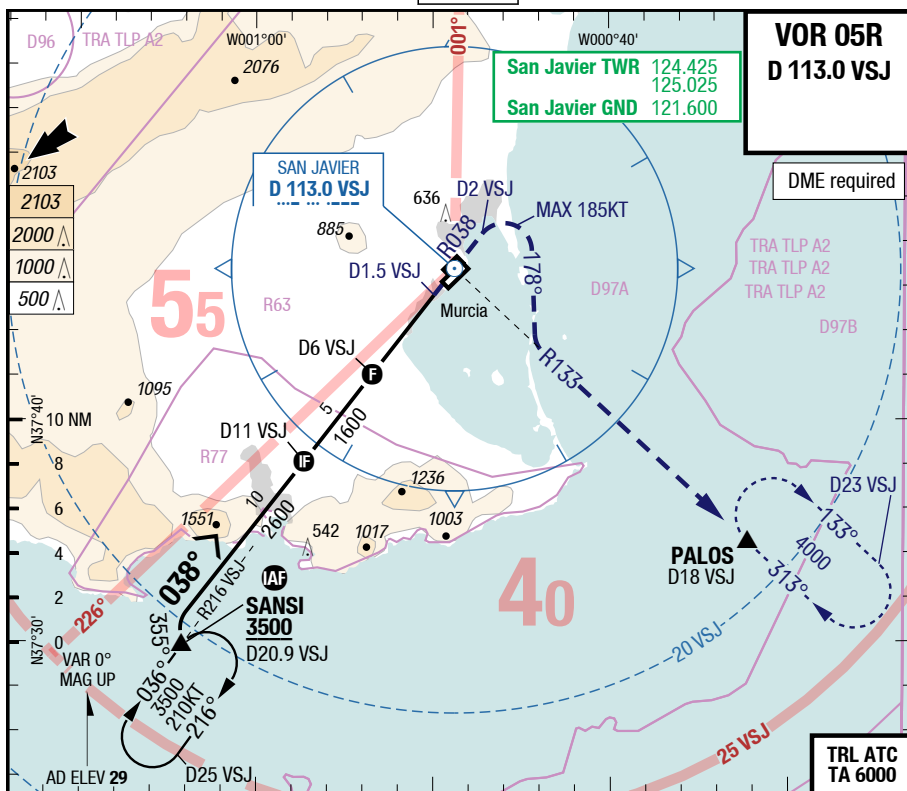 D96
TRA TLP A2
W001°00'
001°
W000°40'
VOR 05R
D 113.0 VSJ
2076
San Javier TWR 124.425
125.025
San Javier GND 121.600
2103
2103
2000
1000
500
SAN JAVIER
D 113.0 VSJ
DME required
636
D2 VSJ
MAX 185KT
885
R038
178°
D1.5 VSJ
Murcia
TRA TLP A2
TRA TLP A2
TRA TLP A2
D97A
D97B
55
R63
D6 VSJ
F
R133
1095
5
1600
N37°40'
10 NM
D11 VSJ
IF
R77
8
6
4
2
0
1236
1551
10
2600
542
1017
1003
D23 VSJ
133°
4000
313°
PALOS
D18 VSJ
038°
R216 VSJ
IAF
SANSI
3500
D20.9 VSJ
40
226°
355°
N37°30'
VAR 0°
MAG UP
036°
3500
210KT
216°
20 VSJ
25 VSJ
AD ELEV 29
D25 VSJ
TRL ATC
TA 6000